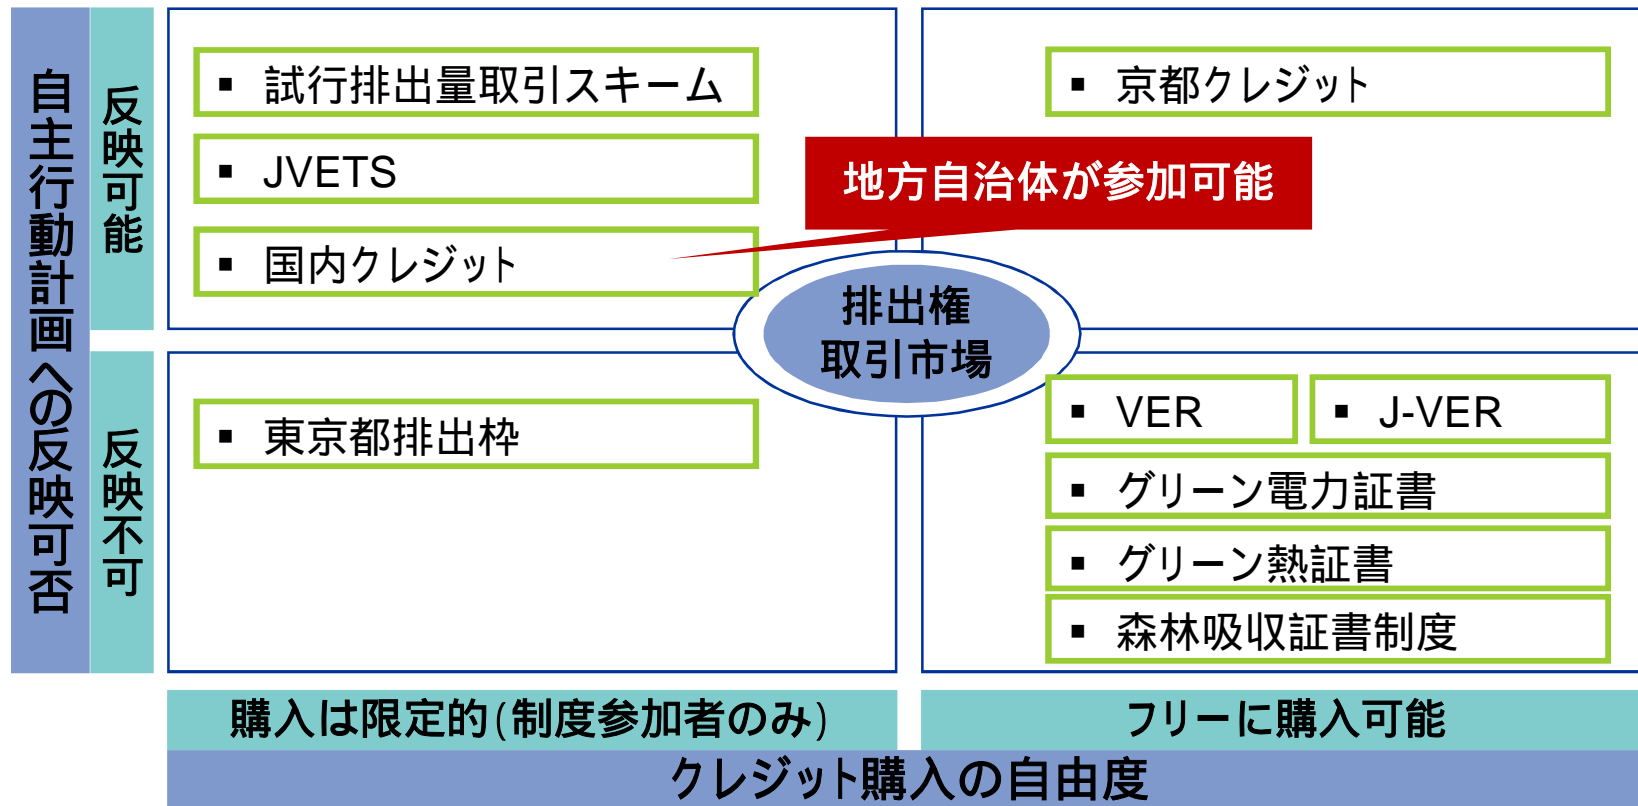 自主行動計画への反映可否
反映可能
▪ 試行排出量取引スキーム
▪ JVETS
▪ 国内クレジット
▪ 京都クレジット
地方自治体が参加可能
排出権
取引市場
反映不可
▪ 東京都排出枠
▪ VER
▪ J-VER
▪ グリーン電力証書
▪ グリーン熱証書
▪ 森林吸収証書制度
購入は限定的(制度参加者のみ)
フリーに購入可能
クレジット購入の自由度